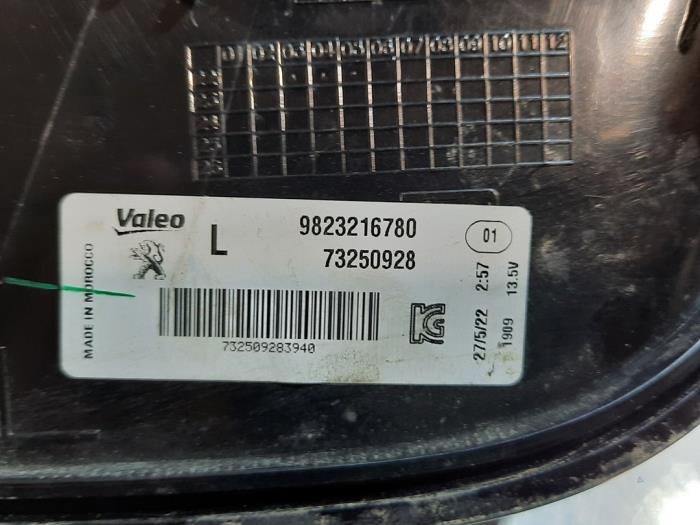 01 02 03 04 05 06 07 08 09 10 11 12
Valeo
L
9823216780
73250928
01
MADE IN MOROCCO
732509283940
27/5/22 2:57
1909 13.5V